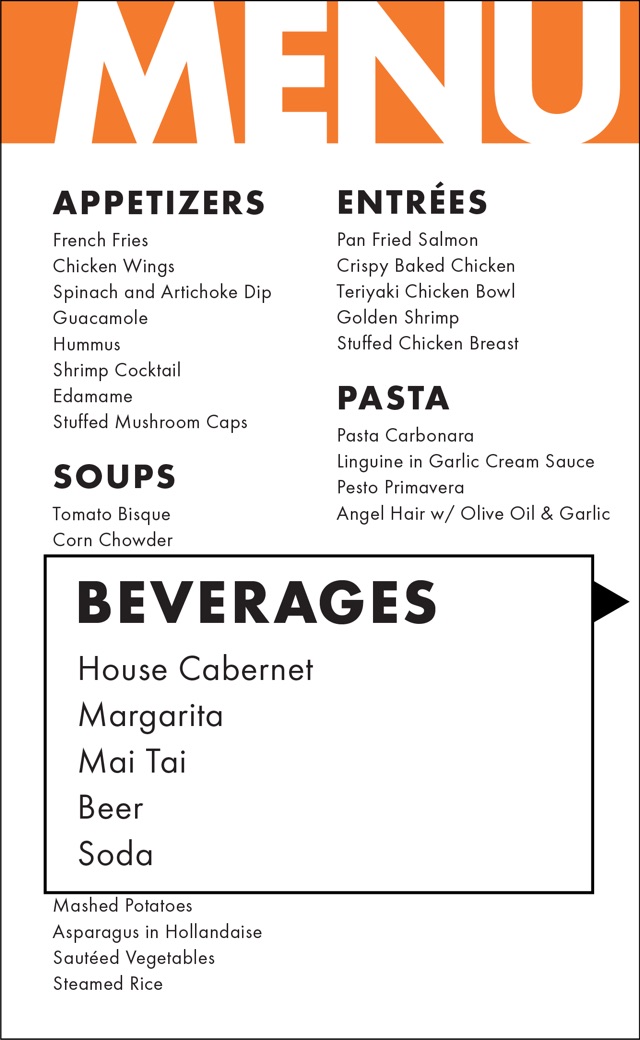 MENU
APPETIZERS
French Fries
Chicken Wings
Spinach and Artichoke Dip
Guacamole
Hummus
Shrimp Cocktail
Edamame
Stuffed Mushroom Caps
SOUPS
Tomato Bisque
Corn Chowder
ENTRÉES
Pan Fried Salmon
Crispy Baked Chicken
Teriyaki Chicken Bowl
Golden Shrimp
Stuffed Chicken Breast
PASTA
Pasta Carbonara
Linguine in Garlic Cream Sauce
Pesto Primavera
Angel Hair w/ Olive Oil & Garlic
BEVERAGES
House Cabernet
Margarita
Mai Tai
Beer
Soda
Mashed Potatoes
Asparagus in Hollandaise
Sautéed Vegetables
Steamed Rice